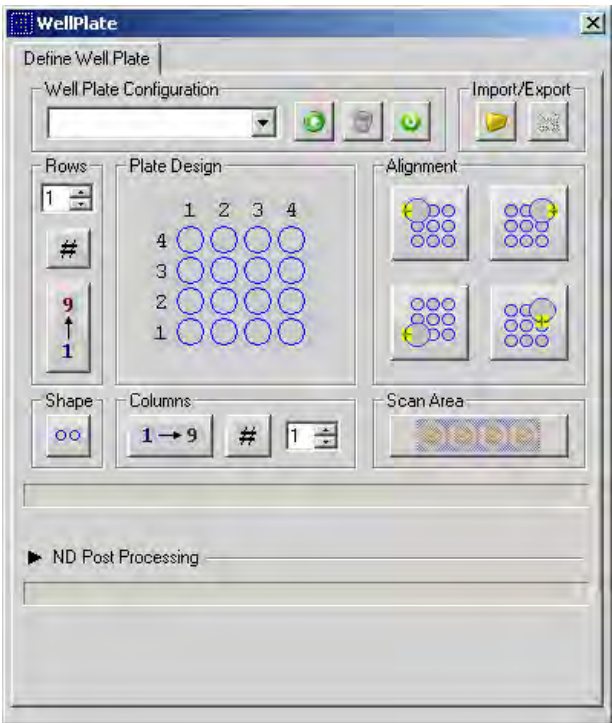 WellPlate
Define Well Plate
Well Plate Configuration
Import/Export
Rows
Plate Design
Alignment
1
1 2 3 4
4
#
3
9
2
1
1
Shape
Columns
Scan Area
1 → 9
#
1
ND Post Processing